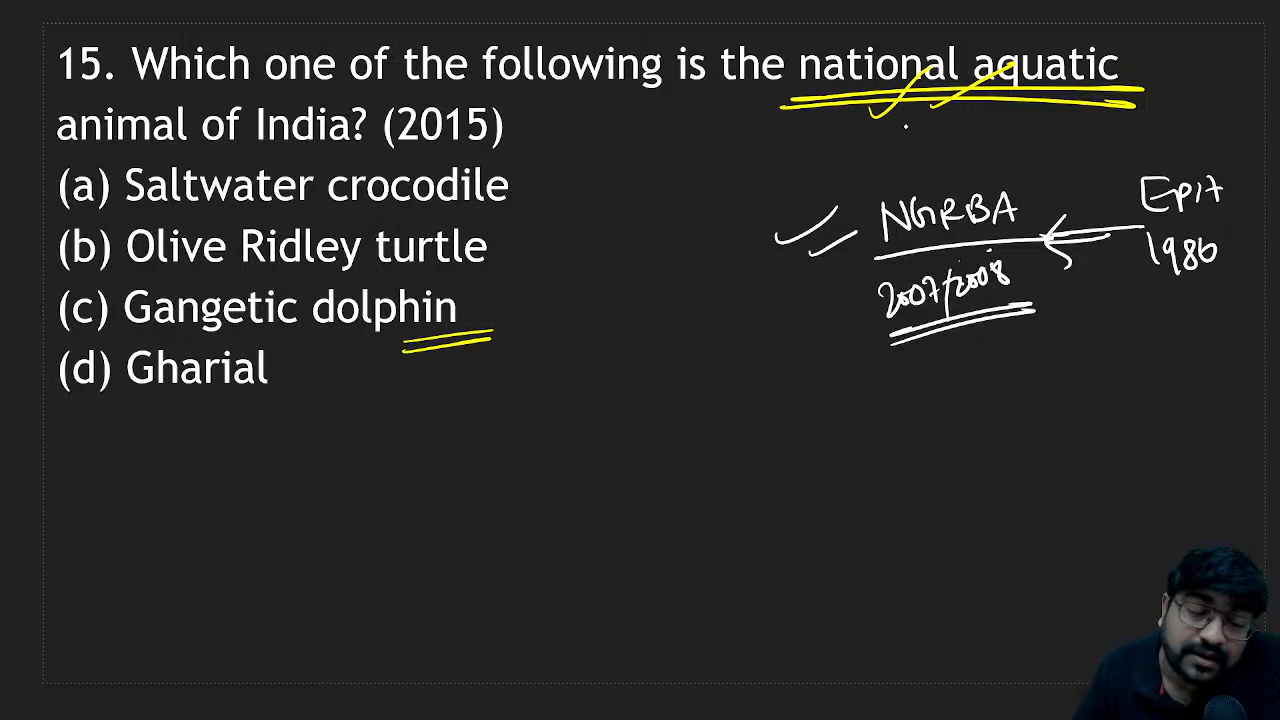 15. Which one of the following is the national aquatic
animal of India? (2015)
(a) Saltwater crocodile
(b) Olive Ridley turtle
(c) Gangetic dolphin
(d) Gharial
NGRBA
2007/2008
EPA
1986